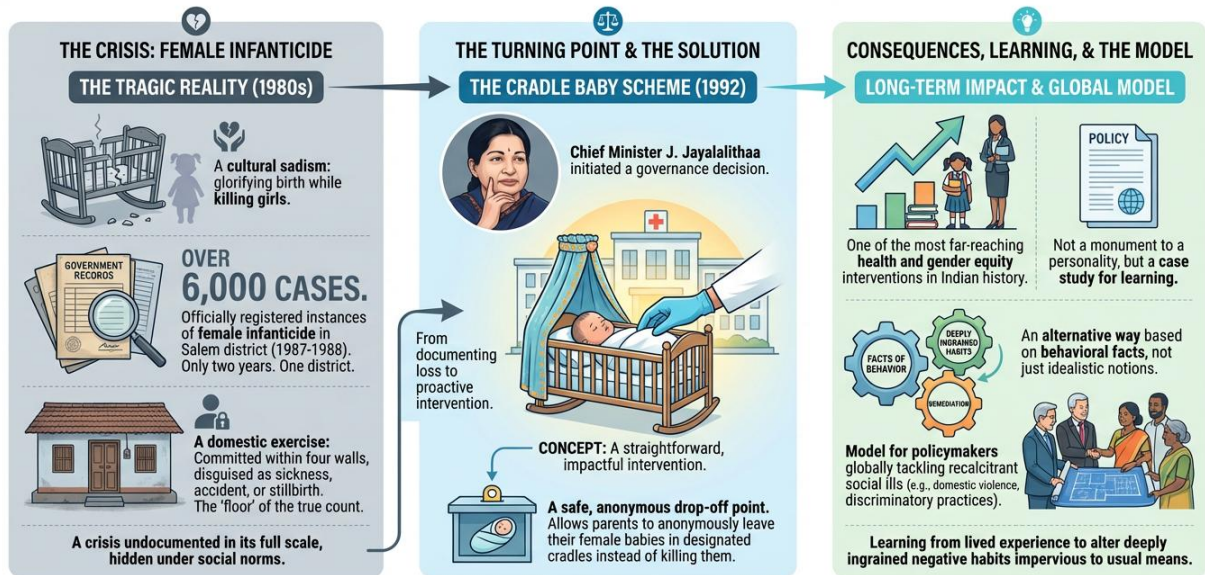 THE CRISIS: FEMALE INFANTICIDE
THE TRAGIC REALITY (1980s)
A cultural sadism:
glorifying birth while
killing girls.
GOVERNMENT
RECORDS
OVER
6,000 CASES.
Officially registered instances
of female infanticide in
Salem district (1987-1988).
Only two years. One district.
A domestic exercise:
Committed within four walls,
disguised as sickness,
accident, or stillbirth.
The 'floor' of the true count.
A crisis undocumented in its full scale,
hidden under social norms.
THE TURNING POINT & THE SOLUTION
THE CRADLE BABY SCHEME (1992)
Chief Minister J. Jayalalithaa
initiated a governance decision.
From
documenting
loss to
proactive
intervention.
CONCEPT: A straightforward,
impactful intervention.
A safe, anonymous drop-off point.
Allows parents to anonymously leave
their female babies in designated
cradles instead of killing them.
CONSEQUENCES, LEARNING, & THE MODEL
LONG-TERM IMPACT & GLOBAL MODEL
One of the most far-reaching
health and gender equity
interventions in Indian history.
POLICY
Not a monument to a
personality, but a case
study for learning.
FACTS OF
BEHAVIOR
DEEPLY
INGRAINED
HABITS
REMEDIATION
An alternative way based
on behavioral facts, not
just idealistic notions.
Model for policymakers
globally tackling recalcitrant
social ills (e.g., domestic violence,
discriminatory practices).
Learning from lived experience to alter deeply
ingrained negative habits impervious to usual means.